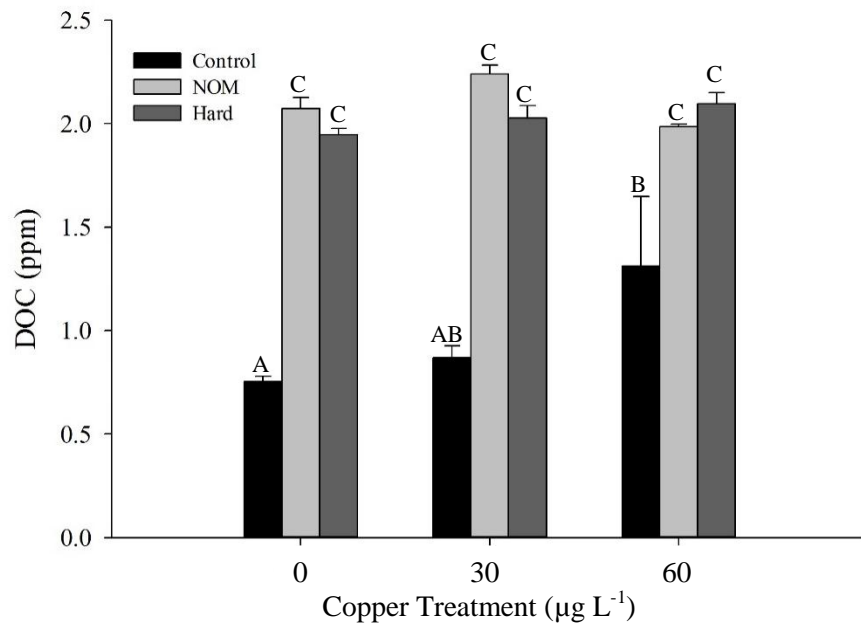 2.5
Control
NOM
Hard
C
C
C
C
C
C
2.0
B
1.5
DOC (ppm)
1.0
A
AB
0.5
0.0
0
30
60
Copper Treatment (µg L⁻¹)